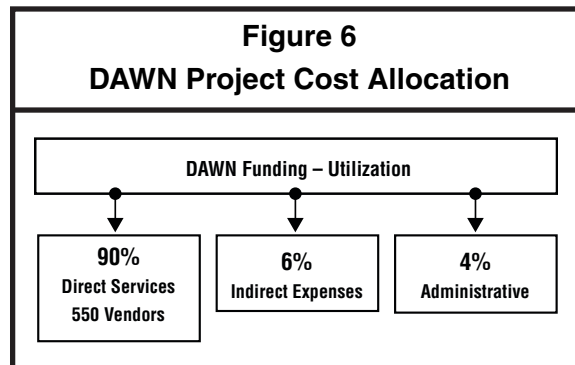 Figure 6
DAWN Project Cost Allocation
DAWN Funding – Utilization
90%
Direct Services
550 Vendors
6%
Indirect Expenses
4%
Administrative